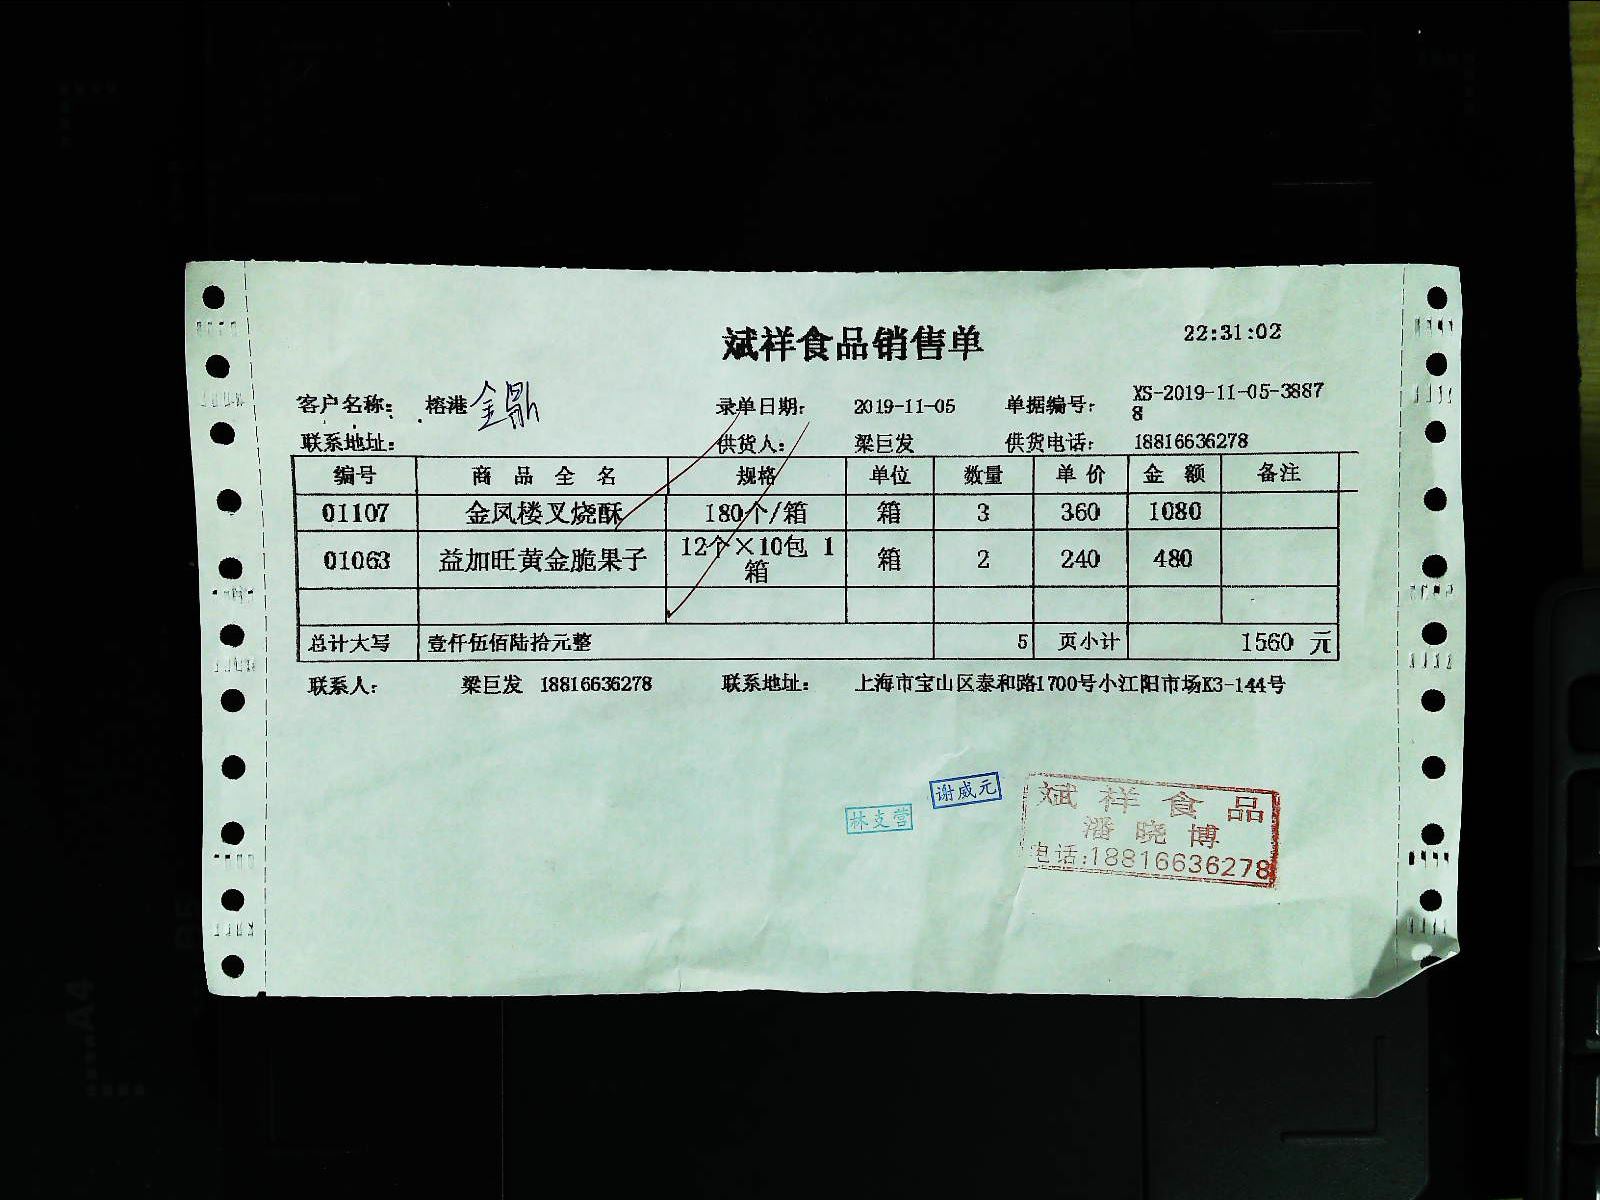 斌祥食品销售单 22:31:02
客户名称: 榕港 金鼎 录单日期: 2019-11-05 单据编号: XS-2019-11-05-3887
8
联系地址: 供货人: 梁巨发 供货电话: 18816636278
编号 商品全名 规格 单位 数量 单价 金额 备注
01107 金凤楼叉烧酥 180个/箱 箱 3 360 1080
01063 益加旺黄金脆果子 12个×10包 1 箱 2 240 480
箱
总计大写 壹仟伍佰陆拾元整 5 页小计 1560 元
联系人: 梁巨发 18816636278 联系地址: 上海市宝山区泰和路1700号小江阳市场K3-144号
谢威元
林支营
斌祥食品
潘晓博
电话:18816636278